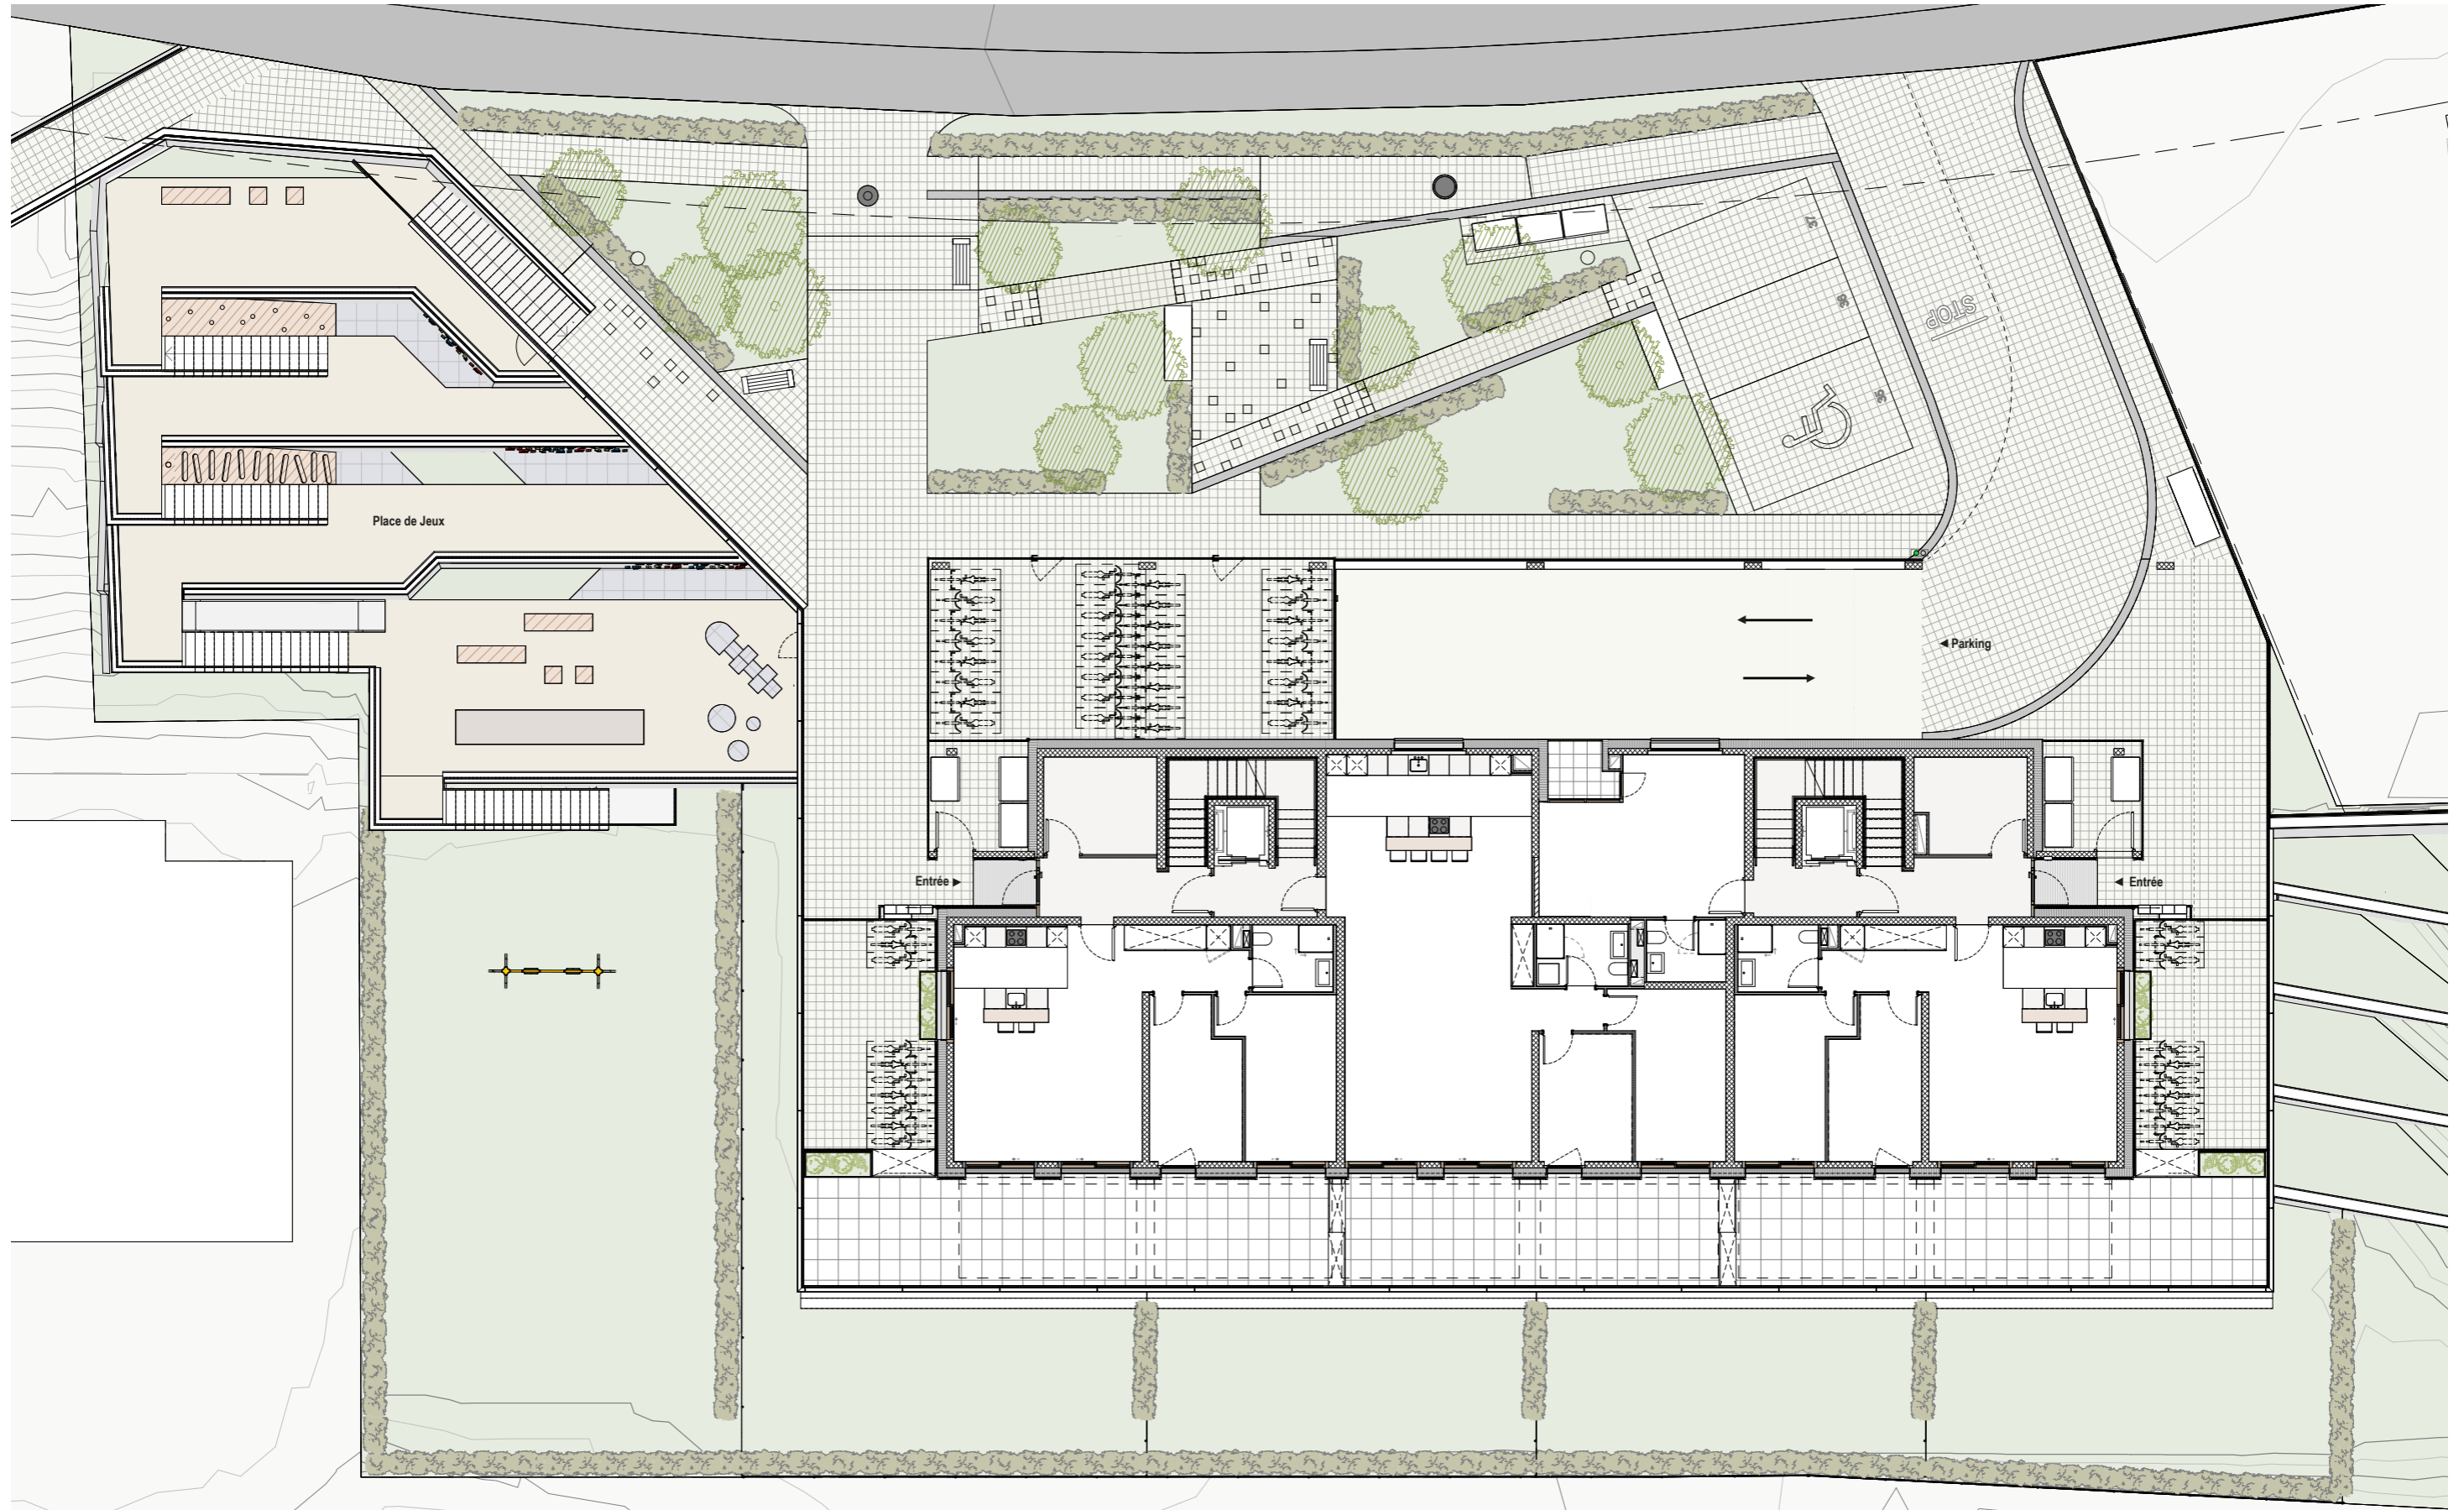 37
36
STOP
35
Place de Jeux
◄ Parking
Entrée ►
◄ Entrée